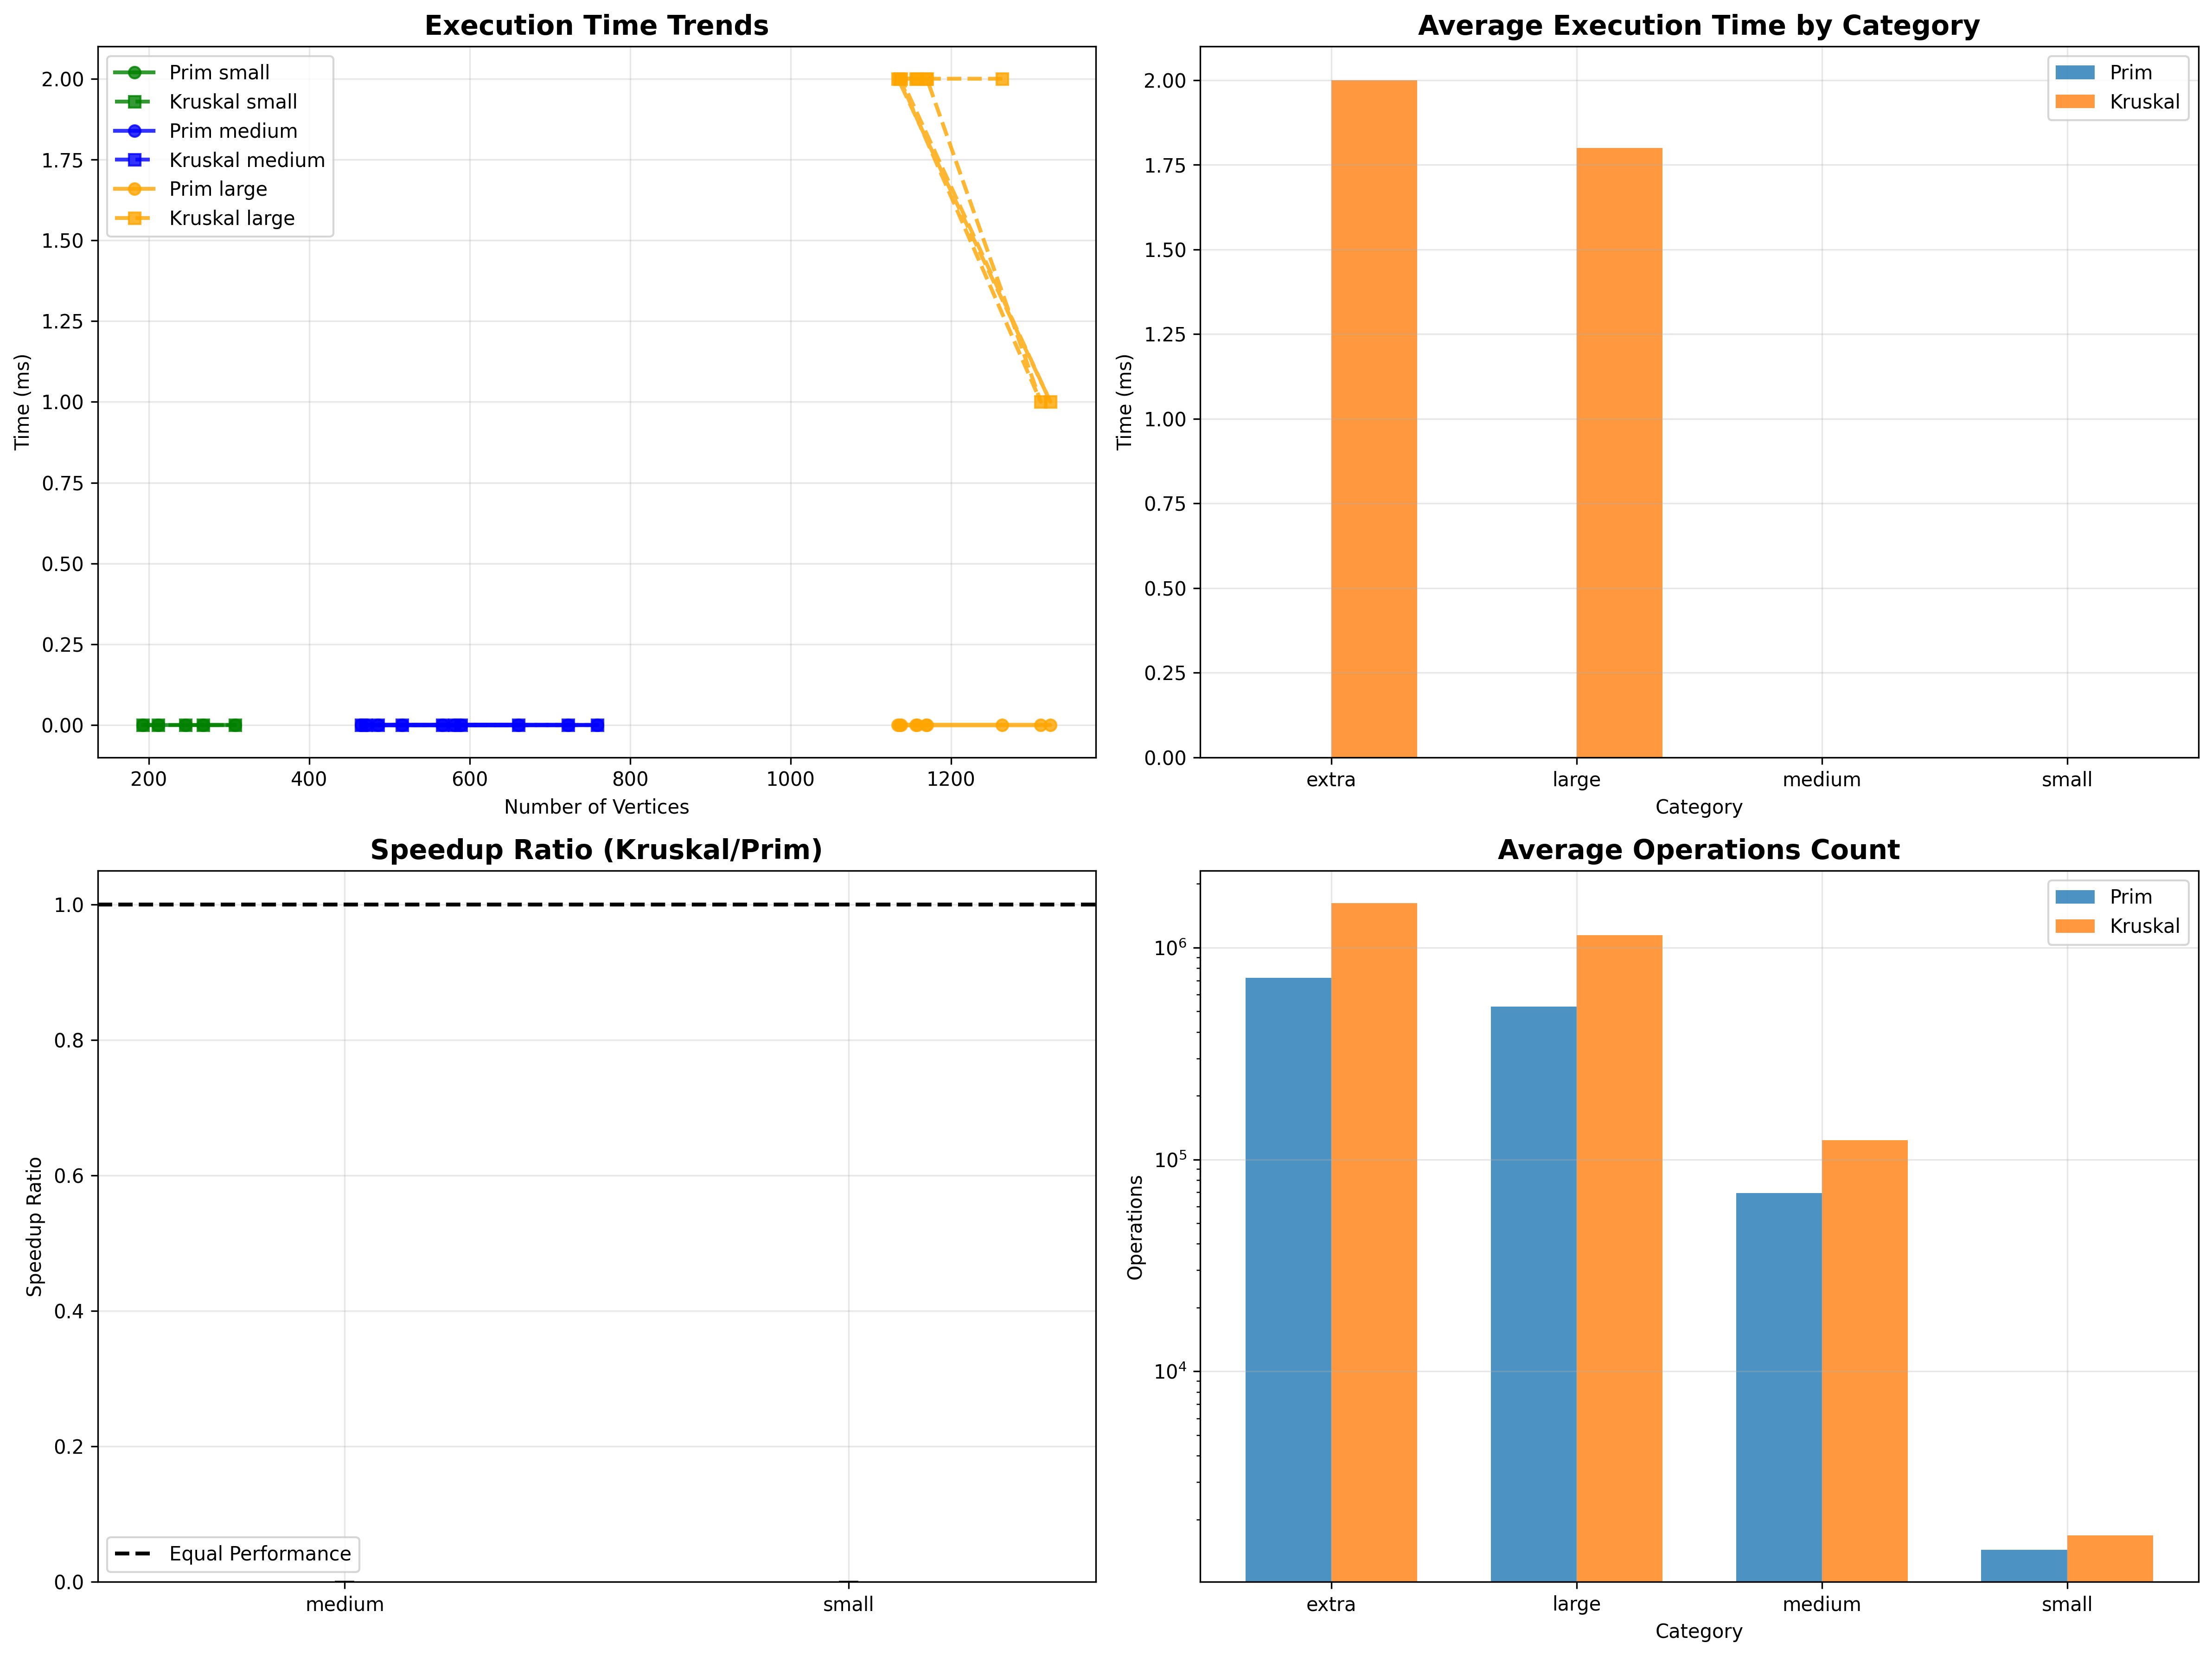 Execution Time Trends
Prim small
Kruskal small
Prim medium
Kruskal medium
Prim large
Kruskal large
Time (ms)
2.00
1.75
1.50
1.25
1.00
0.75
0.50
0.25
0.00
200 400 600 800 1000 1200
Number of Vertices
Average Execution Time by Category
Prim
Kruskal
Time (ms)
2.00
1.75
1.50
1.25
1.00
0.75
0.50
0.25
0.00
extra large medium small
Category
Speedup Ratio (Kruskal/Prim)
Speedup Ratio
1.0
0.8
0.6
0.4
0.2
0.0
Equal Performance
medium small
Average Operations Count
Prim
Kruskal
Operations
10⁶
10⁵
10⁴
extra large medium small
Category